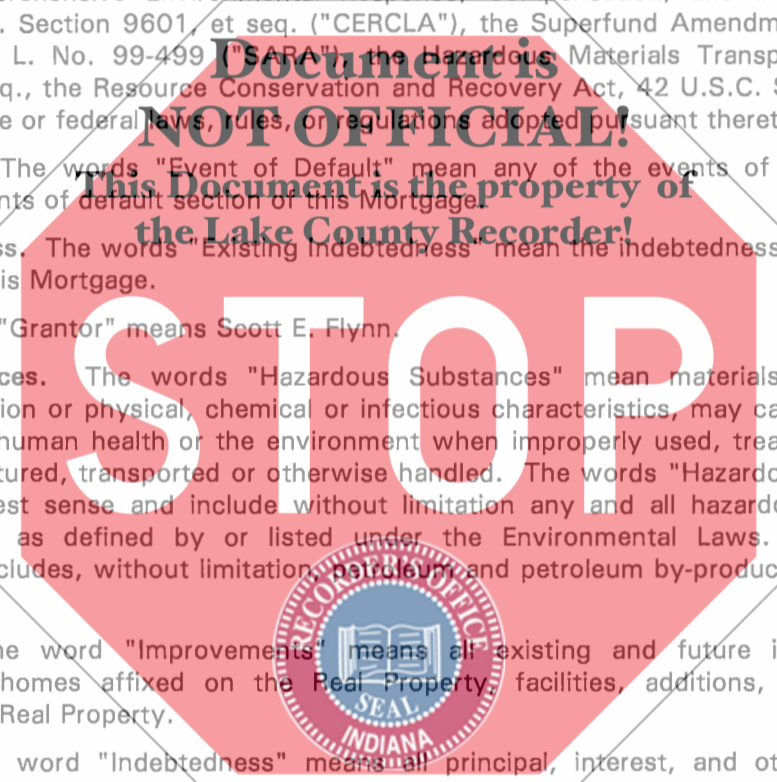 . Section 9601, et seq. ("CERCLA"), the Superfund Amendm
L. No. 99-499 ("SARA"), the Hazardous Materials Transp
q., the Resource Conservation and Recovery Act, 42 U.S.C.
e or federal laws, rules, or regulations adopted pursuant theret
Document is
NOT OFFICIAL!
This Document is the property of
the Lake County Recorder!
The words "Event of Default" mean any of the events of
nts of default section of this Mortgage.
ss. The words "Existing Indebtedness" mean the indebtedness
is Mortgage.
"Grantor" means Scott E. Flynn.
STOP
ces. The words "Hazardous Substances" mean materials
ion or physical, chemical or infectious characteristics, may ca
human health or the environment when improperly used, trea
tured, transported or otherwise handled. The words "Hazardo
est sense and include without limitation any and all hazardo
as defined by or listed under the Environmental Laws.
cludes, without limitation, petroleum and petroleum by-produc
RECORDER'S OFFICE
SEAL
INDIANA
he word "Improvements" means all existing and future i
homes affixed on the Real Property, facilities, additions,
Real Property.
word "Indebtedness" means all principal, interest, and ot